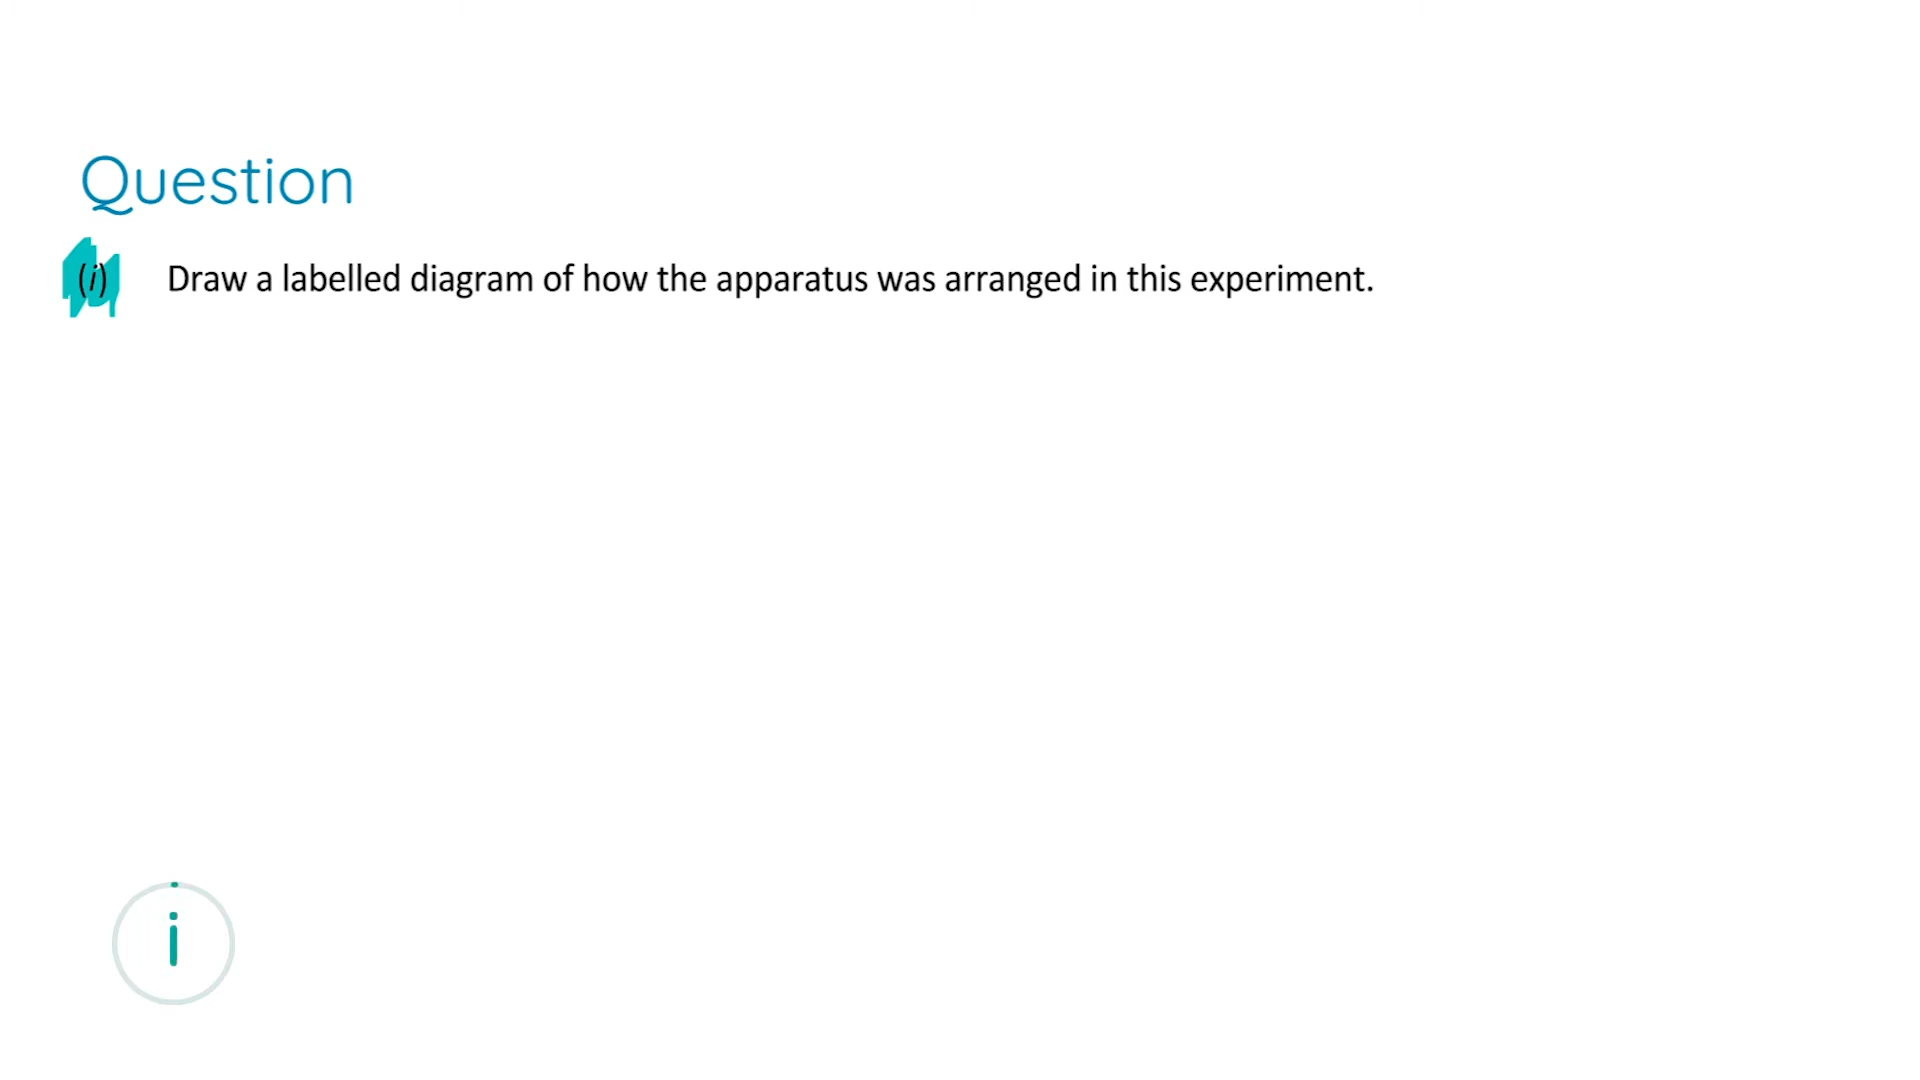 Question
(i) Draw a labelled diagram of how the apparatus was arranged in this experiment.
i